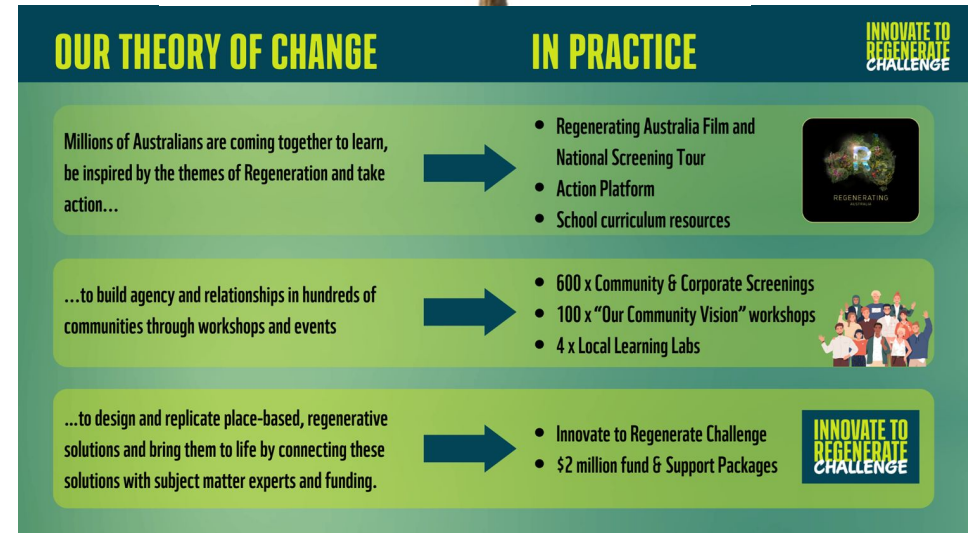 OUR THEORY OF CHANGE
IN PRACTICE
INNOVATE TO
REGENERATE
CHALLENGE
Millions of Australians are coming together to learn,
be inspired by the themes of Regeneration and take
action...
• Regenerating Australia Film and
National Screening Tour
• Action Platform
• School curriculum resources
R
REGENERATING
AUSTRALIA
...to build agency and relationships in hundreds of
communities through workshops and events
• 600 x Community & Corporate Screenings
• 100 x “Our Community Vision” workshops
• 4 x Local Learning Labs
...to design and replicate place-based, regenerative
solutions and bring them to life by connecting these
solutions with subject matter experts and funding.
• Innovate to Regenerate Challenge
• $2 million fund & Support Packages
INNOVATE TO
REGENERATE
CHALLENGE